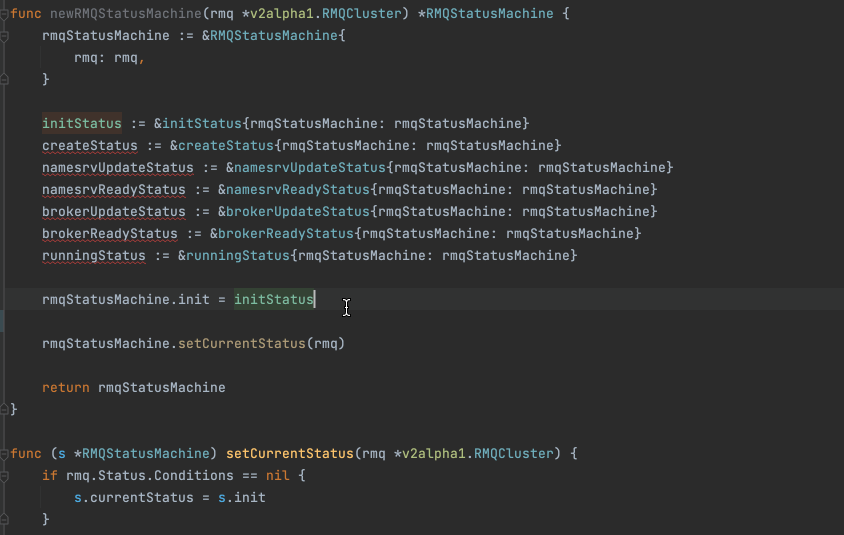 func newRMQStatusMachine(rmq *v2alpha1.RMQCluster) *RMQStatusMachine {
    rmqStatusMachine := &RMQStatusMachine{
        rmq: rmq,
    }

    initStatus := &initStatus{rmqStatusMachine: rmqStatusMachine}
    createStatus := &createStatus{rmqStatusMachine: rmqStatusMachine}
    namesrvUpdateStatus := &namesrvUpdateStatus{rmqStatusMachine: rmqStatusMachine}
    namesrvReadyStatus := &namesrvReadyStatus{rmqStatusMachine: rmqStatusMachine}
    brokerUpdateStatus := &brokerUpdateStatus{rmqStatusMachine: rmqStatusMachine}
    brokerReadyStatus := &brokerReadyStatus{rmqStatusMachine: rmqStatusMachine}
    runningStatus := &runningStatus{rmqStatusMachine: rmqStatusMachine}

    rmqStatusMachine.init = initStatus

    rmqStatusMachine.setCurrentStatus(rmq)

    return rmqStatusMachine
}

func (s *RMQStatusMachine) setCurrentStatus(rmq *v2alpha1.RMQCluster) {
    if rmq.Status.Conditions == nil {
        s.currentStatus = s.init
    }